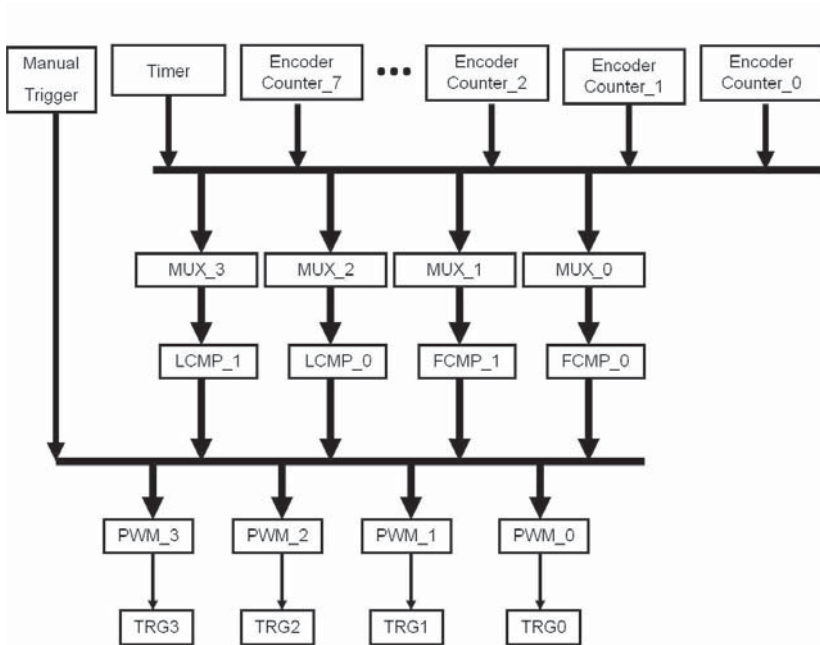 Manual
Trigger
Timer
Encoder
Counter_7
•••
Encoder
Counter_2
Encoder
Counter_1
Encoder
Counter_0
MUX_3
MUX_2
MUX_1
MUX_0
LCMP_1
LCMP_0
FCMP_1
FCMP_0
PWM_3
PWM_2
PWM_1
PWM_0
TRG3
TRG2
TRG1
TRG0